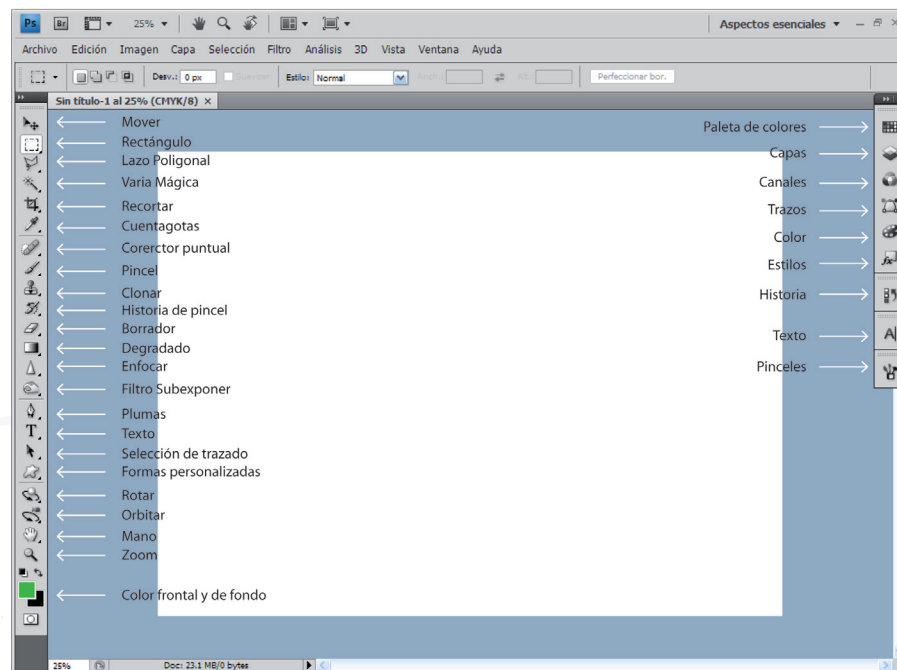 Ps Br 25% Aspectos esenciales
Archivo Edición Imagen Capa Selección Filtro Análisis 3D Vista Ventana Ayuda
Desv.: 0 px Suavizar Estilo: Normal Anch.: Alt.: Perfeccionar bor.
Sin título-1 al 25% (CMYK/8) ×
Mover
Rectángulo
Lazo Poligonal
Varia Mágica
Recortar
Cuentagotas
Corerctor puntual
Pincel
Clonar
Historia de pincel
Borrador
Degradado
Enfocar
Filtro Subexponer
Plumas
Texto
Selección de trazado
Formas personalizadas
Rotar
Orbitar
Mano
Zoom
Color frontal y de fondo
Paleta de colores
Capas
Canales
Trazos
Color
Estilos
Historia
Texto
Pinceles
25% Doc: 23.1 MB/0 bytes